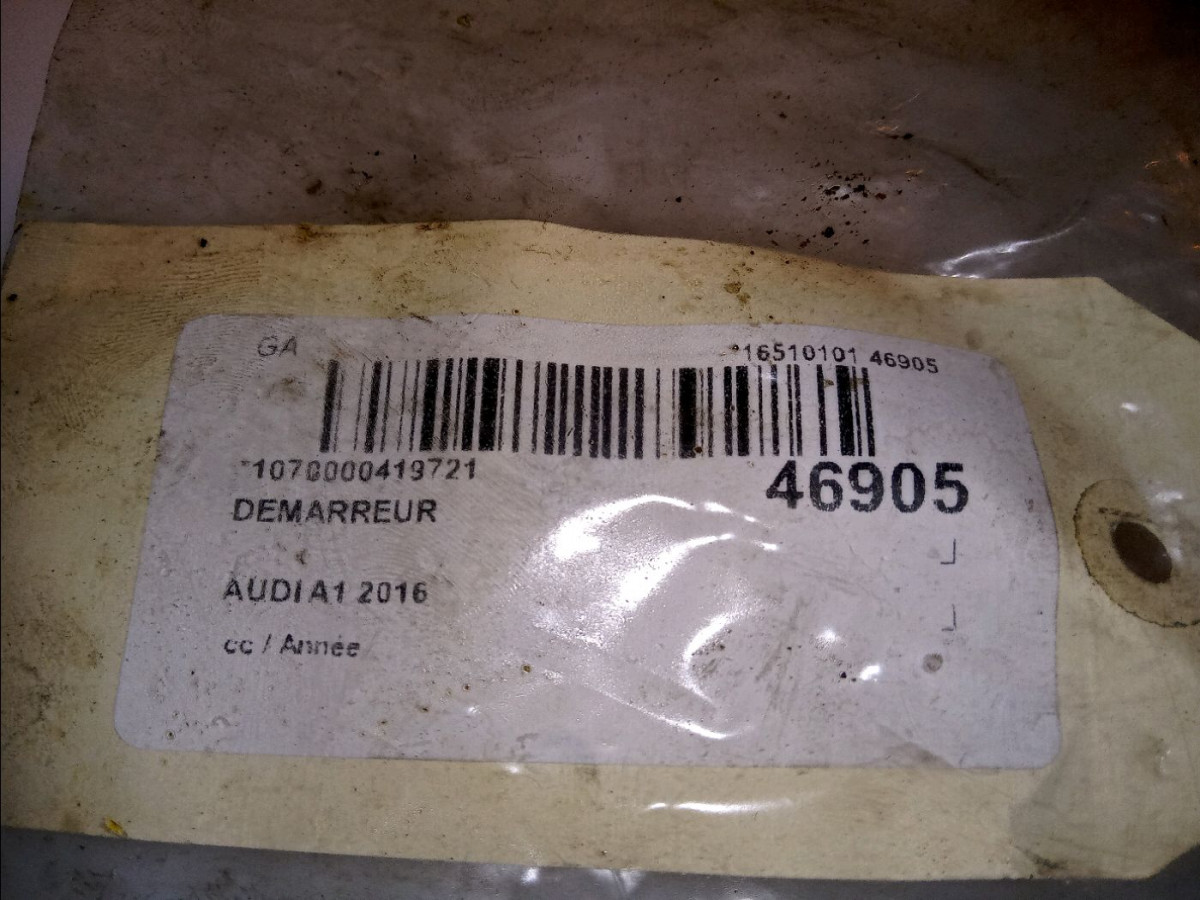 GA
*16510101 46905
*1070000419721
46905
DEMARREUR
AUDI A1 2016
cc / Année